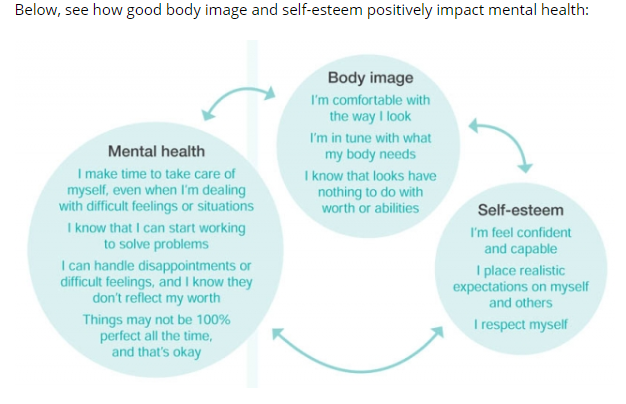 Below, see how good body image and self-esteem positively impact mental health:
Body image
I'm comfortable with
the way I look
I'm in tune with what
my body needs
I know that looks have
nothing to do with
worth or abilities
Mental health
I make time to take care of
myself, even when I'm dealing
with difficult feelings or situations
I know that I can start working
to solve problems
I can handle disappointments or
difficult feelings, and I know they
don't reflect my worth
Things may not be 100%
perfect all the time,
and that's okay
Self-esteem
I'm feel confident
and capable
I place realistic
expectations on myself
and others
I respect myself